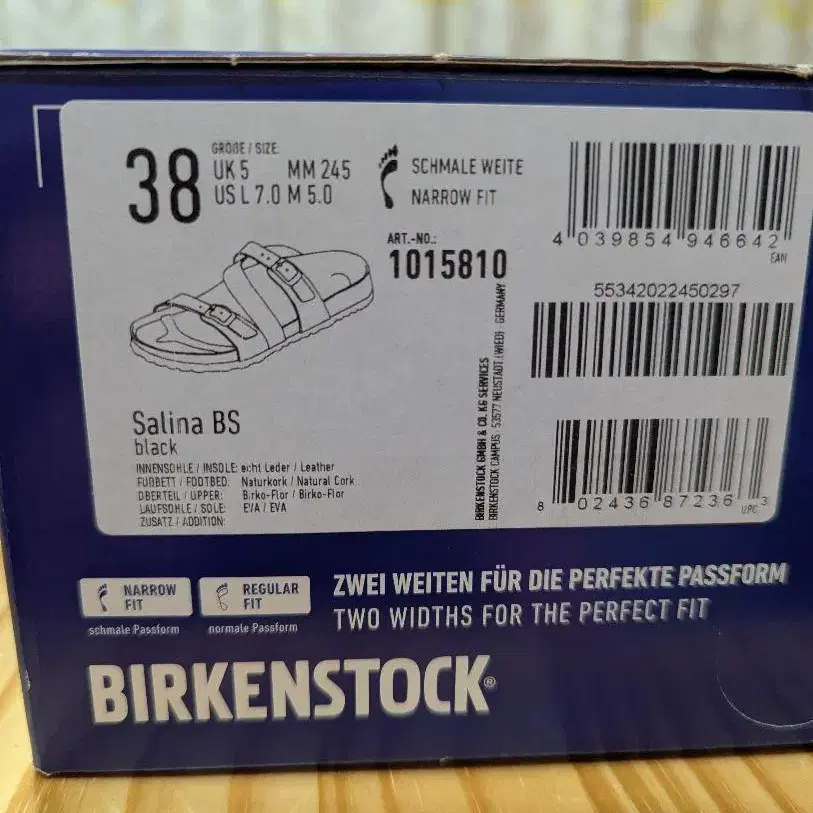 GRÖßE / SIZE
38
UK 5 MM 245
US L 7.0 M 5.0
SCHMALE WEITE
NARROW FIT
ART.-NO.:
1015810
4 039854 946642
EAN
55342022450297
8 02436 87236 3
UPC
Salina BS
black
INNENSOHLE / INSOLE: echt Leder / Leather
FUßBETT / FOOTBED: Naturkork / Natural Cork
OBERTEIL / UPPER: Birko-Flor / Birko-Flor
LAUFSOHLE / SOLE: EVA / EVA
ZUSATZ / ADDITION:
BIRKENSTOCK GMBH & CO. KG SERVICES
BIRKENSTOCK CAMPUS 53577 NEUSTADT (WIED) GERMANY
NARROW FIT
schmale Passform
REGULAR FIT
normale Passform
ZWEI WEITEN FÜR DIE PERFEKTE PASSFORM
TWO WIDTHS FOR THE PERFECT FIT
BIRKENSTOCK®